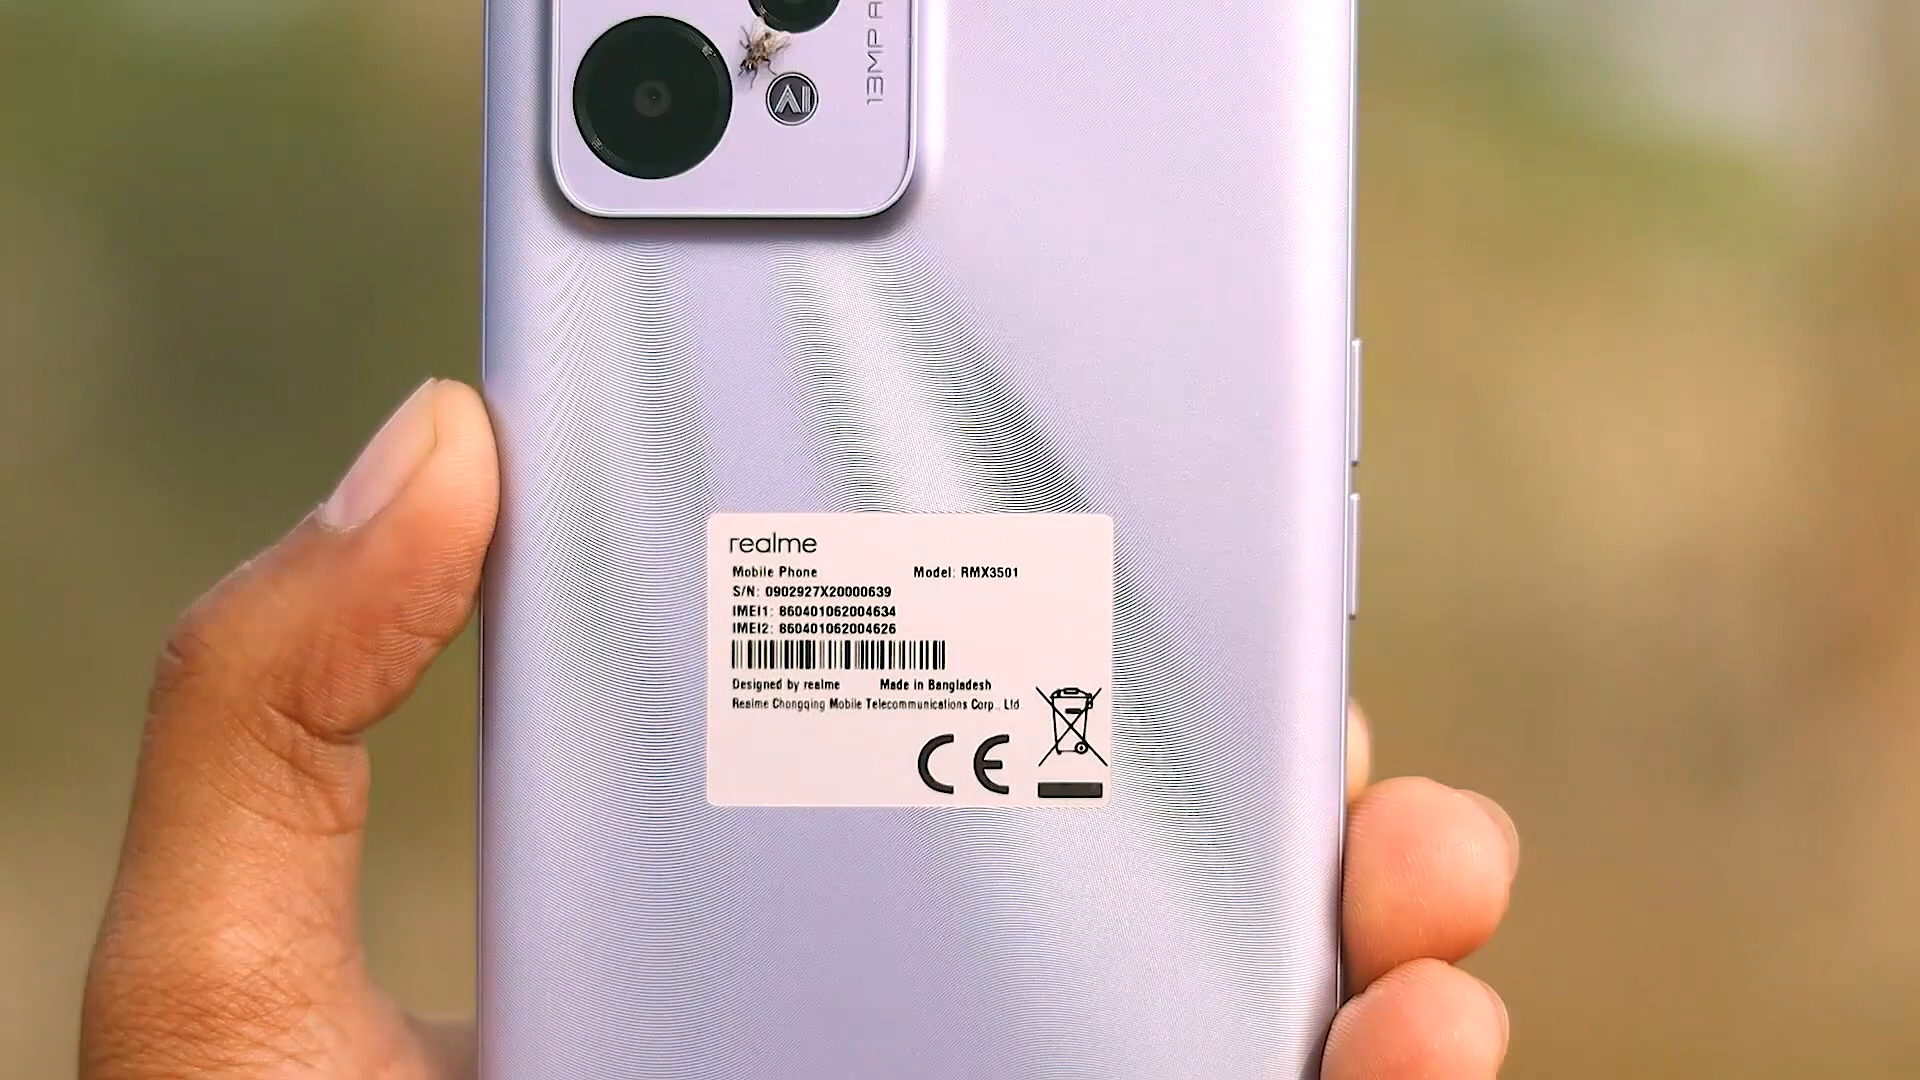 13MP A
AI
realme
Mobile Phone Model: RMX3501
S/N: 0902927X20000639
IMEI1: 860401062004634
IMEI2: 860401062004626
Designed by realme Made in Bangladesh
Realme Chongqing Mobile Telecommunications Corp., Ltd.
CE